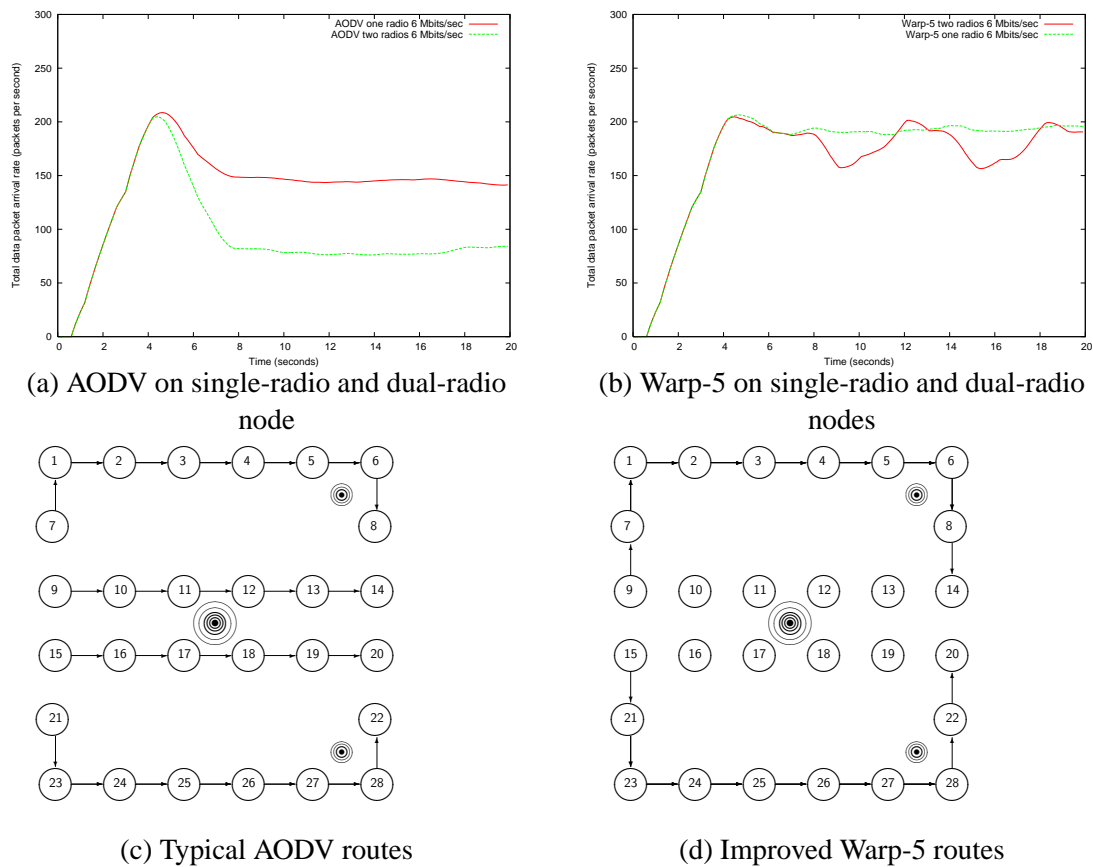 300
250
200
150
100
50
0
Total data packet arrival rate (packets per second)
AODV one radio 6 Mbits/sec
AODV two radios 6 Mbits/sec
0 2 4 6 8 10 12 14 16 18 20
Time (seconds)
(a) AODV on single-radio and dual-radio
node
300
250
200
150
100
50
0
Total data packet arrival rate (packets per second)
Warp-5 two radios 6 Mbits/sec
Warp-5 one radio 6 Mbits/sec
0 2 4 6 8 10 12 14 16 18 20
Time (seconds)
(b) Warp-5 on single-radio and dual-radio
nodes
1 2 3 4 5 6
7 8
9 10 11 12 13 14
15 16 17 18 19 20
21 22
23 24 25 26 27 28
(c) Typical AODV routes
1 2 3 4 5 6
7 8
9 10 11 12 13 14
15 16 17 18 19 20
21 22
23 24 25 26 27 28
(d) Improved Warp-5 routes